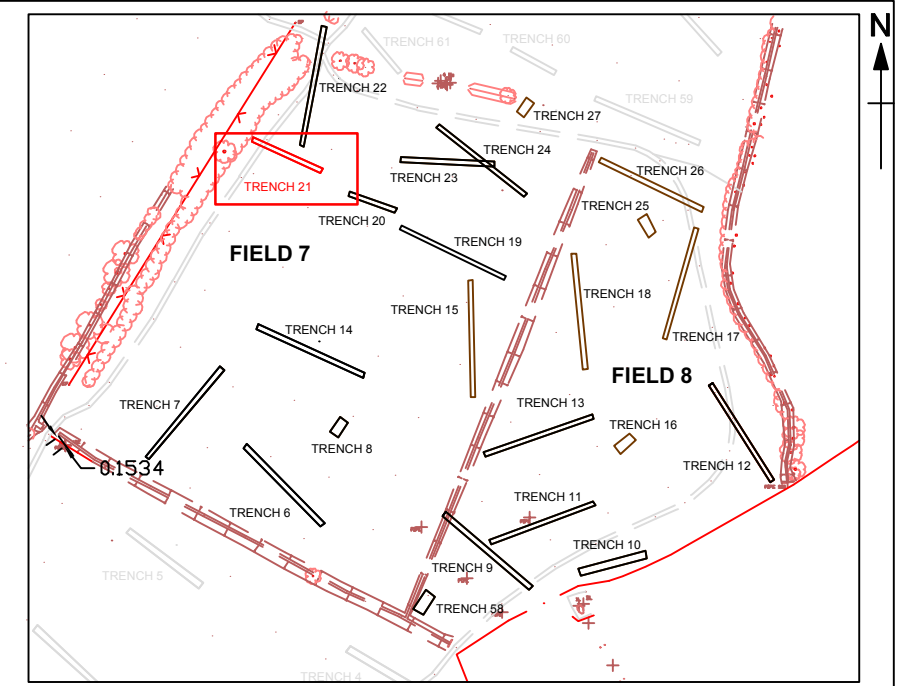 N
TRENCH 61
TRENCH 60
TRENCH 22
TRENCH 59
TRENCH 27
TRENCH 24
TRENCH 23
TRENCH 26
TRENCH 21
TRENCH 20
TRENCH 25
TRENCH 19
FIELD 7
TRENCH 18
TRENCH 15
TRENCH 14
TRENCH 17
FIELD 8
TRENCH 7
TRENCH 13
TRENCH 16
TRENCH 8
TRENCH 12
0.1534
TRENCH 11
TRENCH 6
TRENCH 10
TRENCH 9
TRENCH 5
TRENCH 58
TRENCH 4